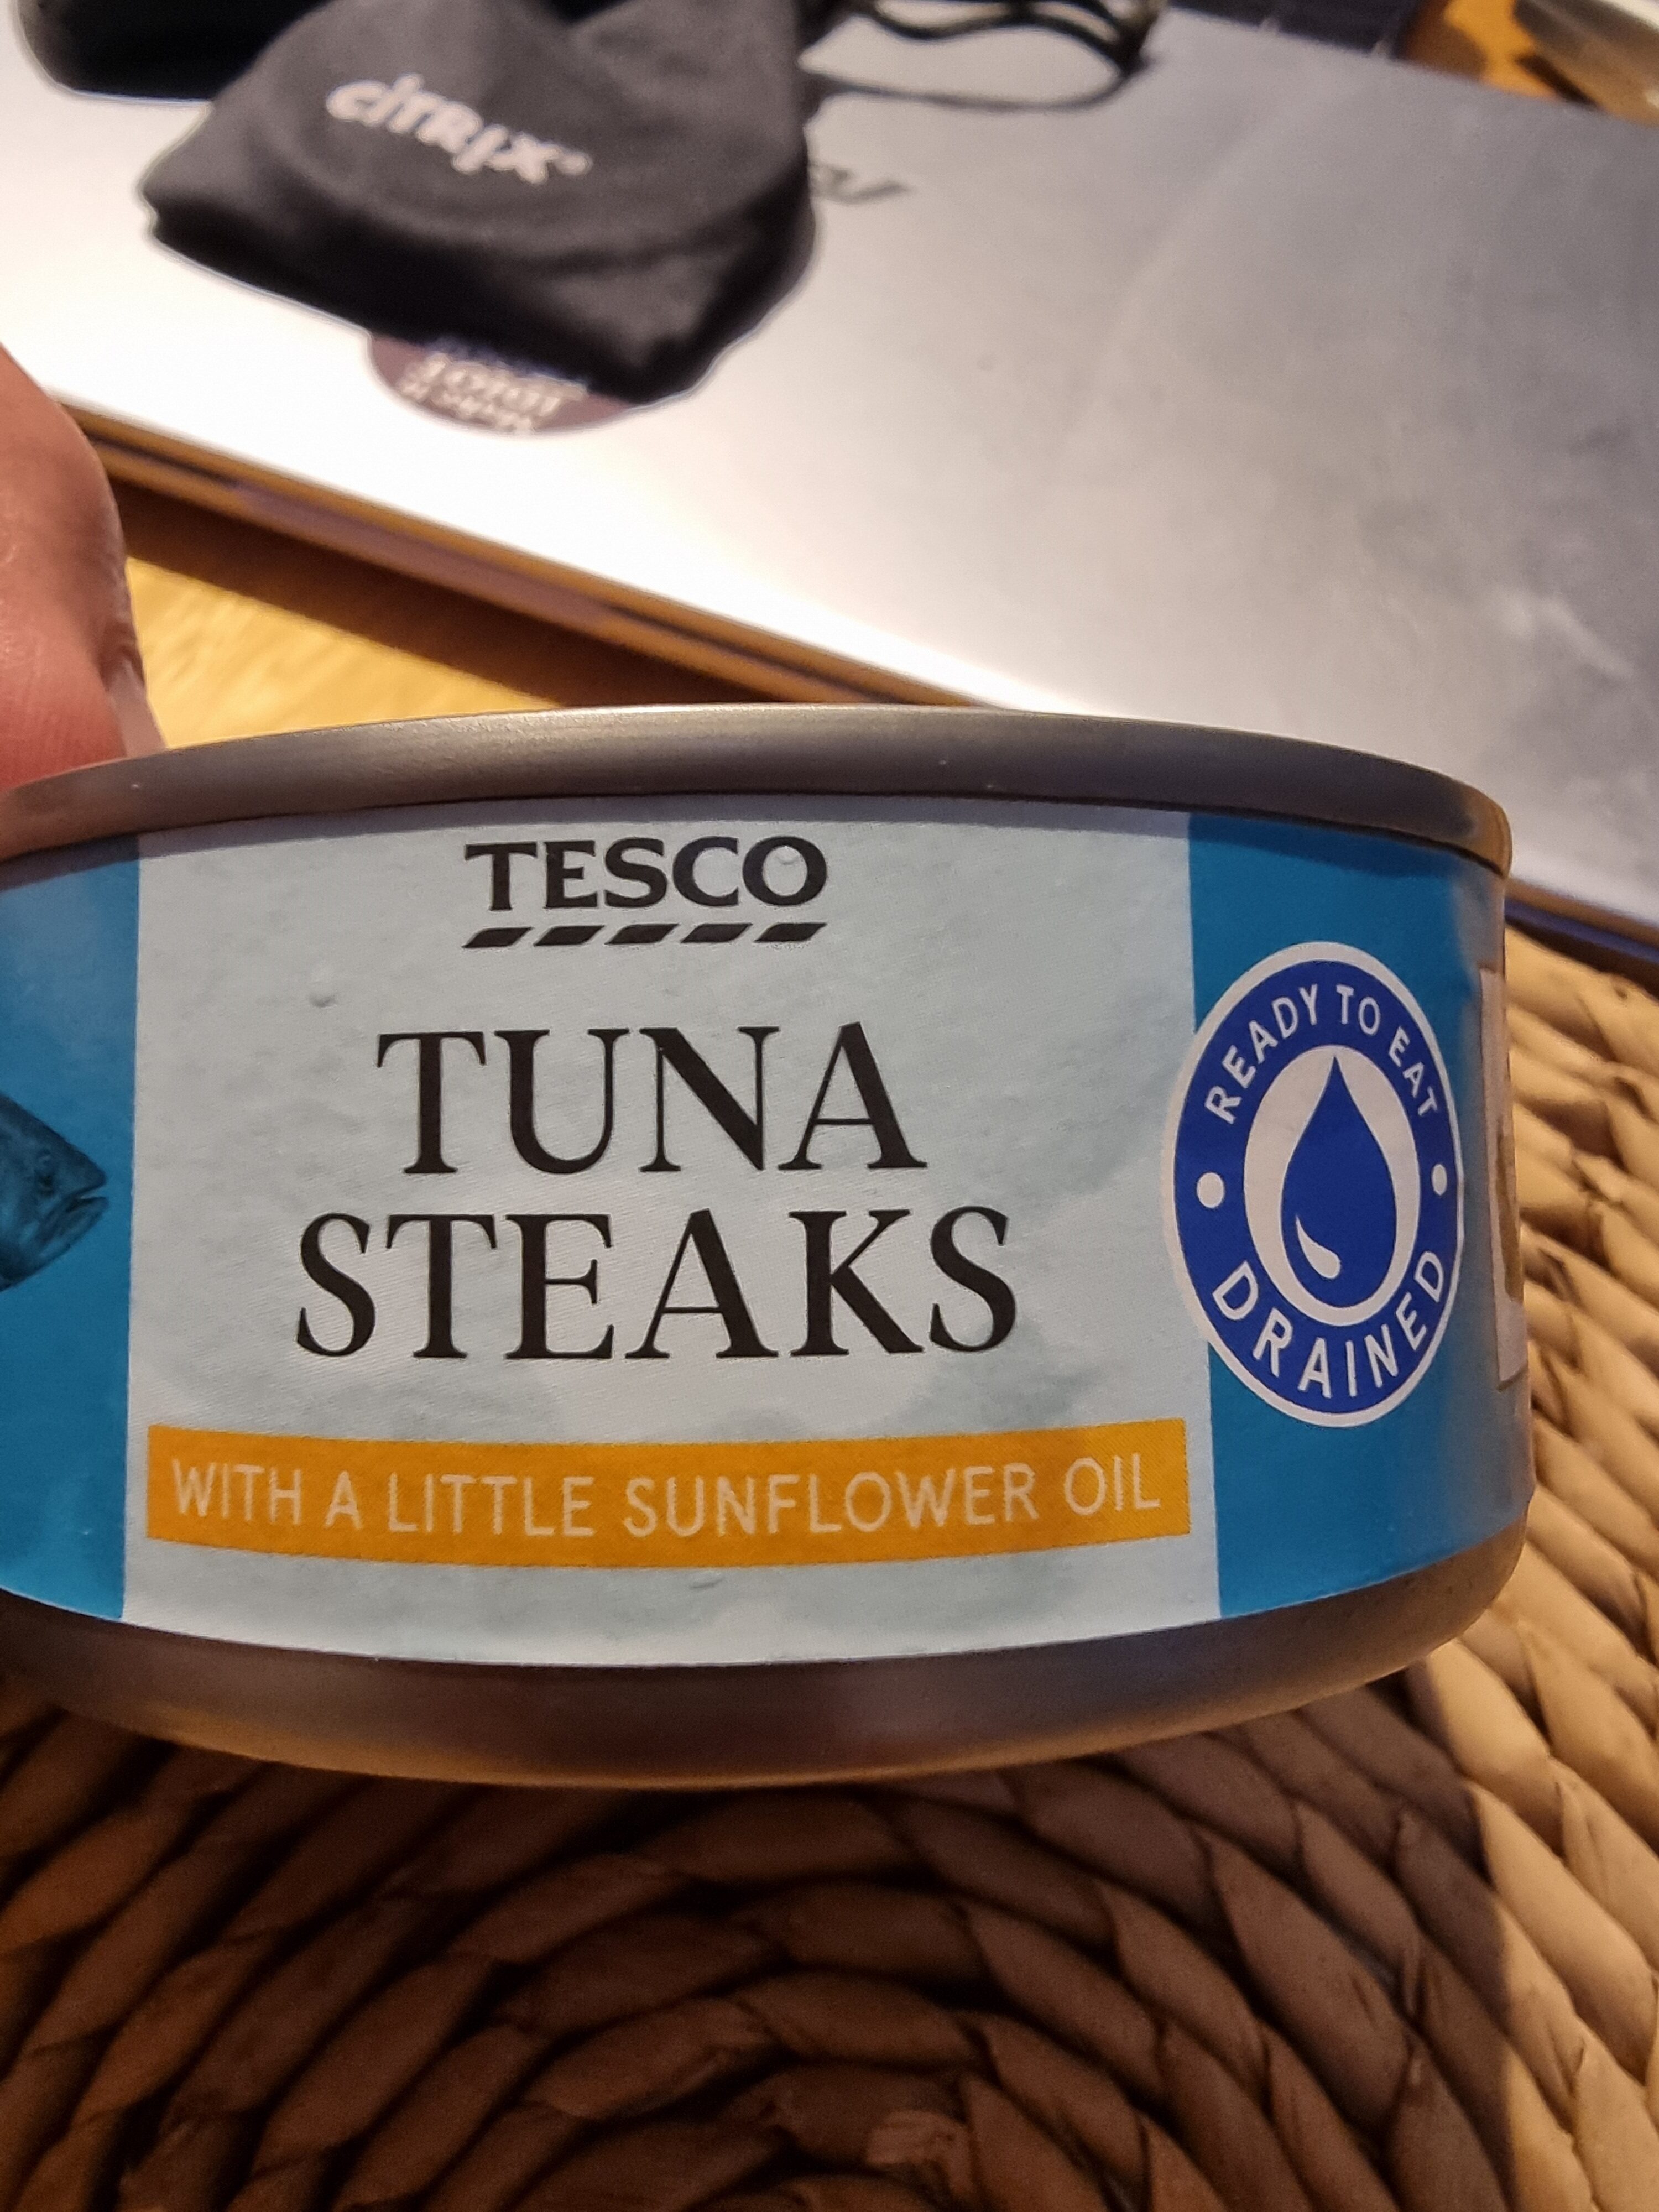 CITRIX
TESCO
TUNA
STEAKS
WITH A LITTLE SUNFLOWER OIL
READY TO EAT
DRAINED